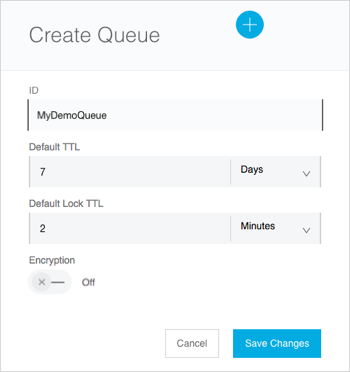 Create Queue
ID
MyDemoQueue
Default TTL
7 Days
Default Lock TTL
2 Minutes
Encryption
Off
Cancel Save Changes